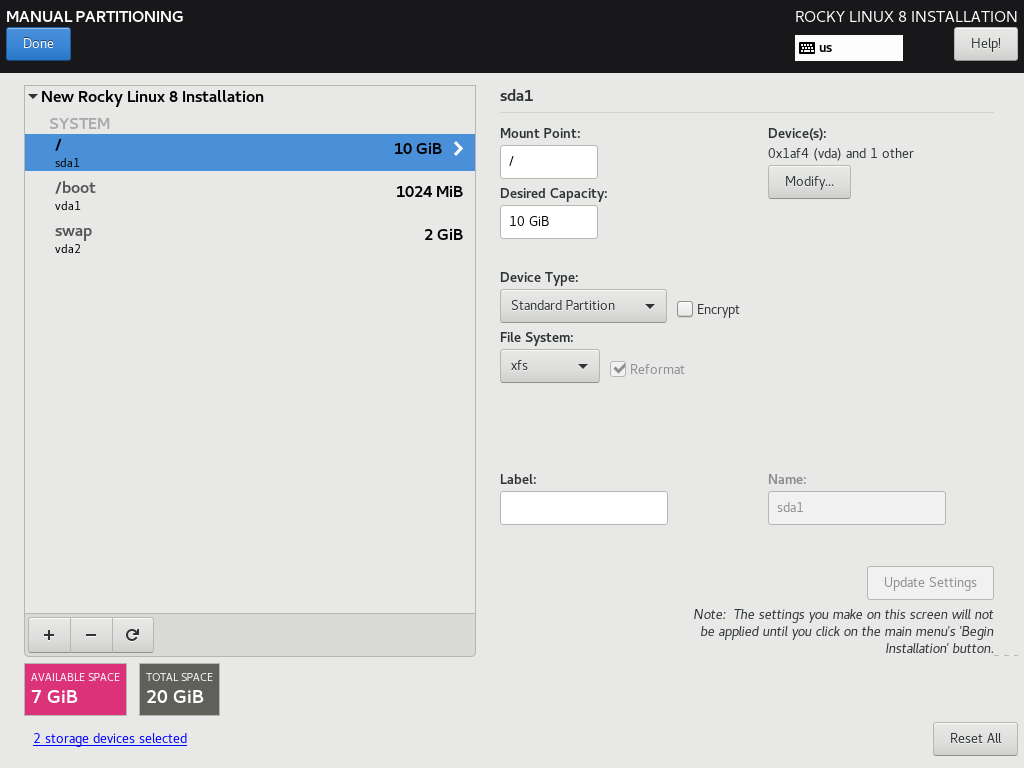 MANUAL PARTITIONING
ROCKY LINUX 8 INSTALLATION
Done
us
Help!
New Rocky Linux 8 Installation
SYSTEM
/
10 GiB
sda1
/boot
1024 MiB
vda1
swap
2 GiB
vda2
+ −
AVAILABLE SPACE
7 GiB
TOTAL SPACE
20 GiB
2 storage devices selected
sda1
Mount Point:
/
Device(s):
0x1af4 (vda) and 1 other
Modify...
Desired Capacity:
10 GiB
Device Type:
Standard Partition
Encrypt
File System:
xfs
Reformat
Label:
Name:
sda1
Update Settings
Note:  The settings you make on this screen will not
be applied until you click on the main menu's 'Begin
Installation' button.
Reset All